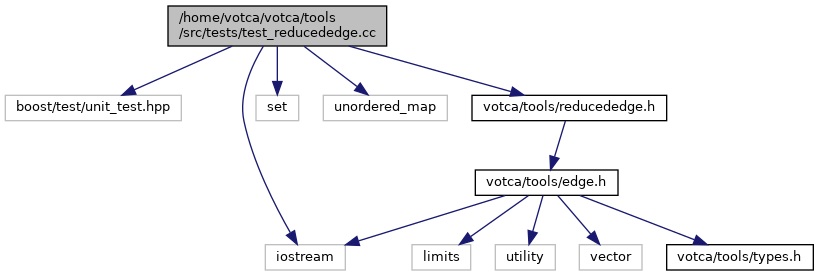 /home/votca/votca/tools
/src/tests/test_reducededge.cc
boost/test/unit_test.hpp
set
unordered_map
votca/tools/reducededge.h
votca/tools/edge.h
iostream
limits
utility
vector
votca/tools/types.h